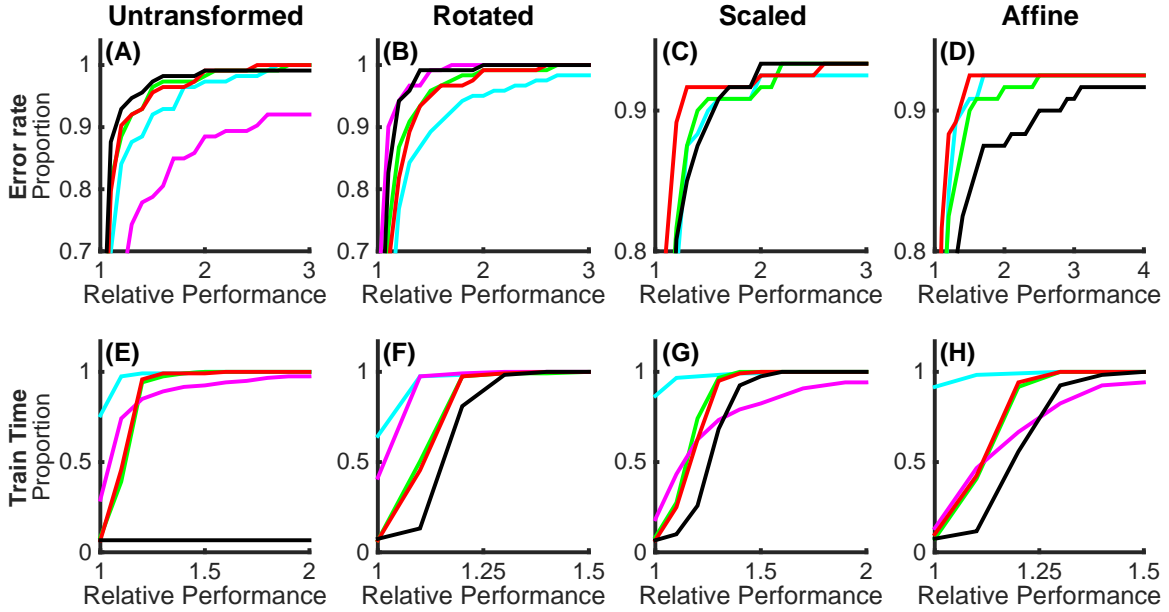 Untransformed Rotated Scaled Affine
(A) (B) (C) (D)
Error rate
Proportion
1 0.9 0.8 0.7
1 0.9 0.8 0.7
0.9 0.8
0.9 0.8
1 2 3 1 2 3 1 2 3 1 2 3 4
Relative Performance Relative Performance Relative Performance Relative Performance
(E) (F) (G) (H)
Train Time
Proportion
1 0.5 0
1 0.5 0
1 0.5 0
1 0.5 0
1 1.5 2 1 1.25 1.5 1 1.5 2 1 1.25 1.5
Relative Performance Relative Performance Relative Performance Relative Performance